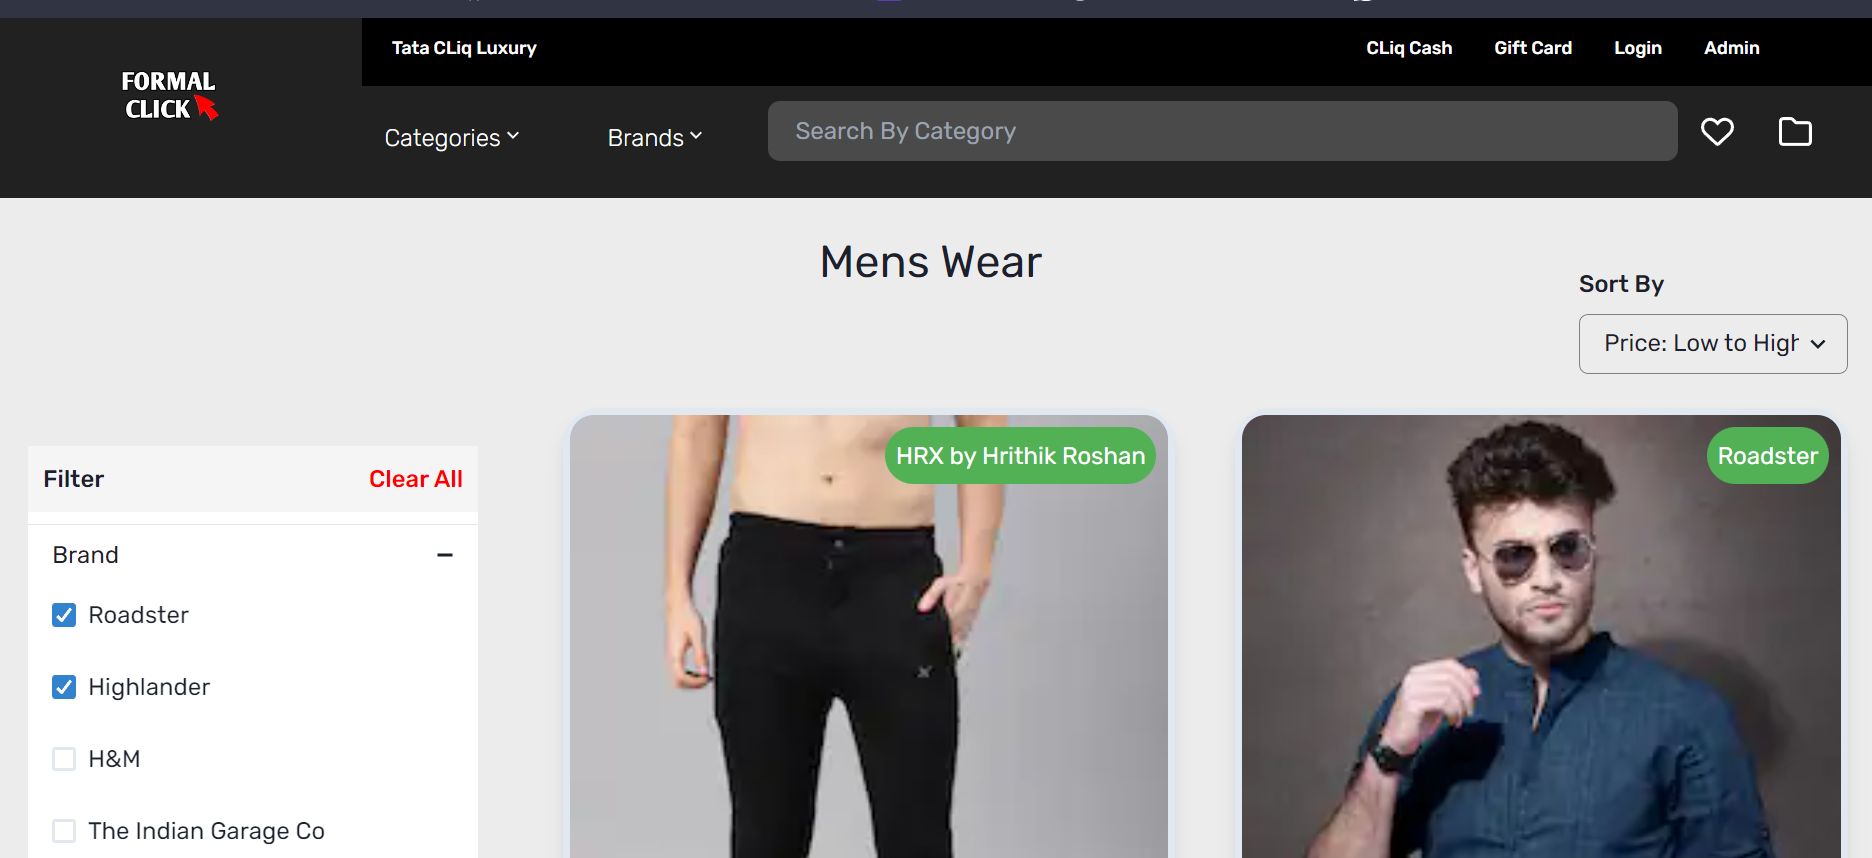 Tata CLiq Luxury
CLiq Cash
Gift Card
Login
Admin
FORMAL
CLICK
Categories
Brands
Search By Category
Mens Wear
Sort By
Price: Low to High
Filter
Clear All
Brand
Roadster
Highlander
H&M
The Indian Garage Co
HRX by Hrithik Roshan
Roadster